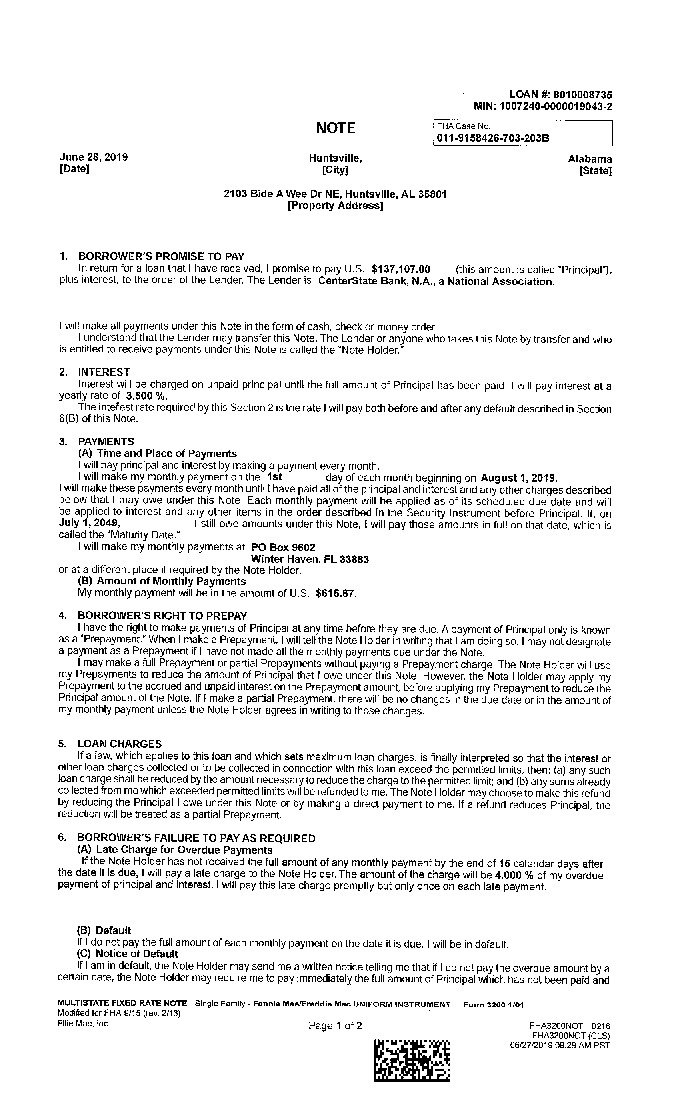 LOAN #: 8010008735
MIN: 1007240-0000019043-2
NOTE
FHA Case No.
011-9158426-703-203B
June 28, 2019
[Date]
Huntsville,
[City]
Alabama
[State]
2103 Bide A Wee Dr NE, Huntsville, AL 35801
[Property Address]
1. BORROWER'S PROMISE TO PAY
In return for a loan that I have received, I promise to pay U.S. $137,107.00 (this amount is called "Principal"),
plus interest, to the order of the Lender. The Lender is CenterState Bank, N.A., a National Association.
I will make all payments under this Note in the form of cash, check or money order.
I understand that the Lender may transfer this Note. The Lender or anyone who takes this Note by transfer and who
is entitled to receive payments under this Note is called the "Note Holder."
2. INTEREST
Interest will be charged on unpaid principal until the full amount of Principal has been paid. I will pay interest at a
yearly rate of 3.500 %.
The interest rate required by this Section 2 is the rate I will pay both before and after any default described in Section
6(B) of this Note.
3. PAYMENTS
(A) Time and Place of Payments
I will pay principal and interest by making a payment every month.
I will make my monthly payment on the 1st day of each month beginning on August 1, 2019.
I will make these payments every month until I have paid all of the principal and interest and any other charges described
below that I may owe under this Note. Each monthly payment will be applied as of its scheduled due date and will
be applied to interest and any other items in the order described in the Security Instrument before Principal. If, on
July 1, 2049, I still owe amounts under this Note, I will pay those amounts in full on that date, which is
called the "Maturity Date."
I will make my monthly payments at PO Box 9602
Winter Haven, FL 33883
or at a different place if required by the Note Holder.
(B) Amount of Monthly Payments
My monthly payment will be in the amount of U.S. $615.67.
4. BORROWER'S RIGHT TO PREPAY
I have the right to make payments of Principal at any time before they are due. A payment of Principal only is known
as a "Prepayment." When I make a Prepayment, I will tell the Note Holder in writing that I am doing so. I may not designate
a payment as a Prepayment if I have not made all the monthly payments due under the Note.
I may make a full Prepayment or partial Prepayments without paying a Prepayment charge. The Note Holder will use
my Prepayments to reduce the amount of Principal that I owe under this Note. However, the Note Holder may apply my
Prepayment to the accrued and unpaid interest on the Prepayment amount, before applying my Prepayment to reduce the
Principal amount of the Note. If I make a partial Prepayment, there will be no changes in the due date or in the amount of
my monthly payment unless the Note Holder agrees in writing to those changes.
5. LOAN CHARGES
If a law, which applies to this loan and which sets maximum loan charges, is finally interpreted so that the interest or
other loan charges collected or to be collected in connection with this loan exceed the permitted limits, then: (a) any such
loan charge shall be reduced by the amount necessary to reduce the charge to the permitted limit; and (b) any sums already
collected from me which exceeded permitted limits will be refunded to me. The Note Holder may choose to make this refund
by reducing the Principal I owe under this Note or by making a direct payment to me. If a refund reduces Principal, the
reduction will be treated as a partial Prepayment.
6. BORROWER'S FAILURE TO PAY AS REQUIRED
(A) Late Charge for Overdue Payments
If the Note Holder has not received the full amount of any monthly payment by the end of 15 calendar days after
the date it is due, I will pay a late charge to the Note Holder. The amount of the charge will be 4.000 % of my overdue
payment of principal and interest. I will pay this late charge promptly but only once on each late payment.
(B) Default
If I do not pay the full amount of each monthly payment on the date it is due, I will be in default.
(C) Notice of Default
If I am in default, the Note Holder may send me a written notice telling me that if I do not pay the overdue amount by a
certain date, the Note Holder may require me to pay immediately the full amount of Principal which has not been paid and
MULTISTATE FIXED RATE NOTE Single Family - Fannie Mae/Freddie Mac UNIFORM INSTRUMENT Form 3200 1/01
Modified for FHA 9/15 (rev. 2/13)
Ellie Mae, Inc.
Page 1 of 2
FHA3200NOT 0216
FHA3200NOT (CLS)
06/27/2019 09:29 AM PST